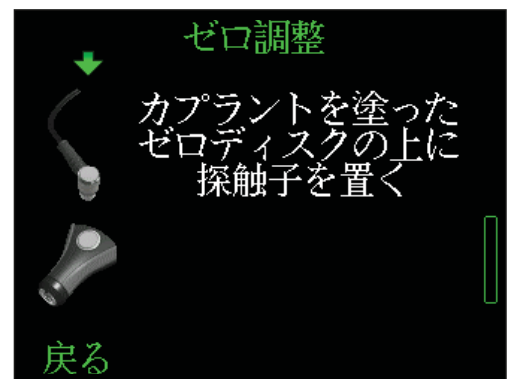 ゼロ調整
カプラントを塗った
ゼロディスクの上に
探触子を置く
戻る